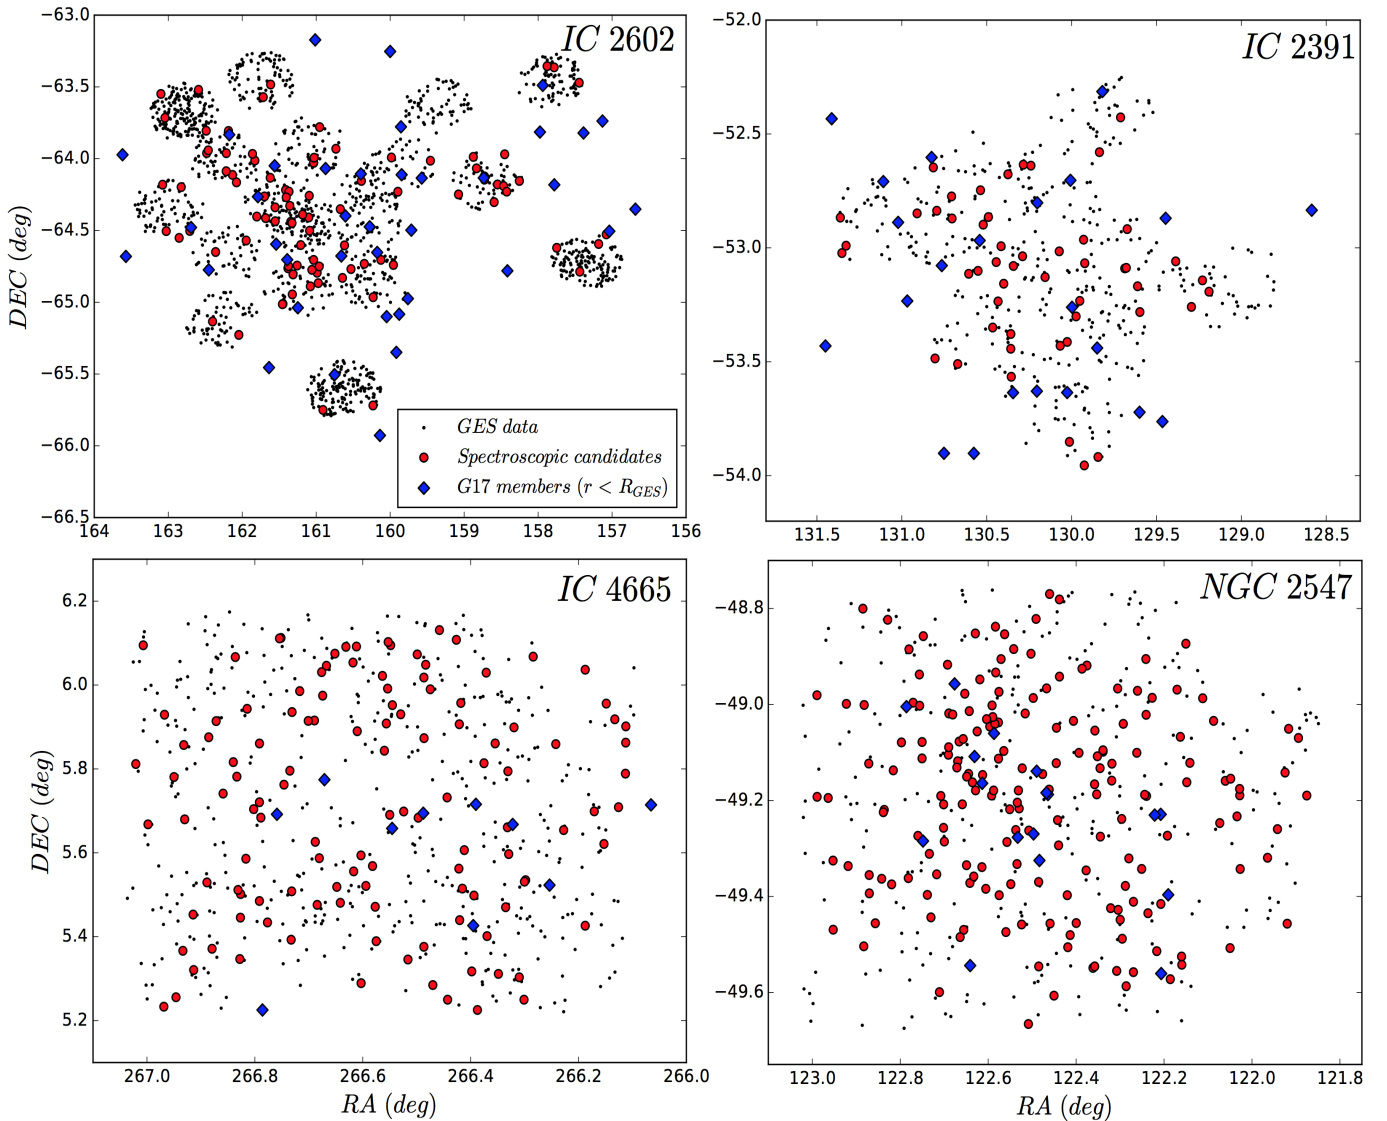 IC 2602
−63.0
−63.5
−64.0
−64.5
−65.0
−65.5
−66.0
−66.5
DEC (deg)
164 163 162 161 160 159 158 157 156
GES data
Spectroscopic candidates
G17 members (r < R_GES)
IC 2391
−52.0
−52.5
−53.0
−53.5
−54.0
131.5 131.0 130.5 130.0 129.5 129.0 128.5
IC 4665
6.2
6.0
5.8
5.6
5.4
5.2
DEC (deg)
267.0 266.8 266.6 266.4 266.2 266.0
RA (deg)
NGC 2547
−48.8
−49.0
−49.2
−49.4
−49.6
123.0 122.8 122.6 122.4 122.2 122.0 121.8
RA (deg)